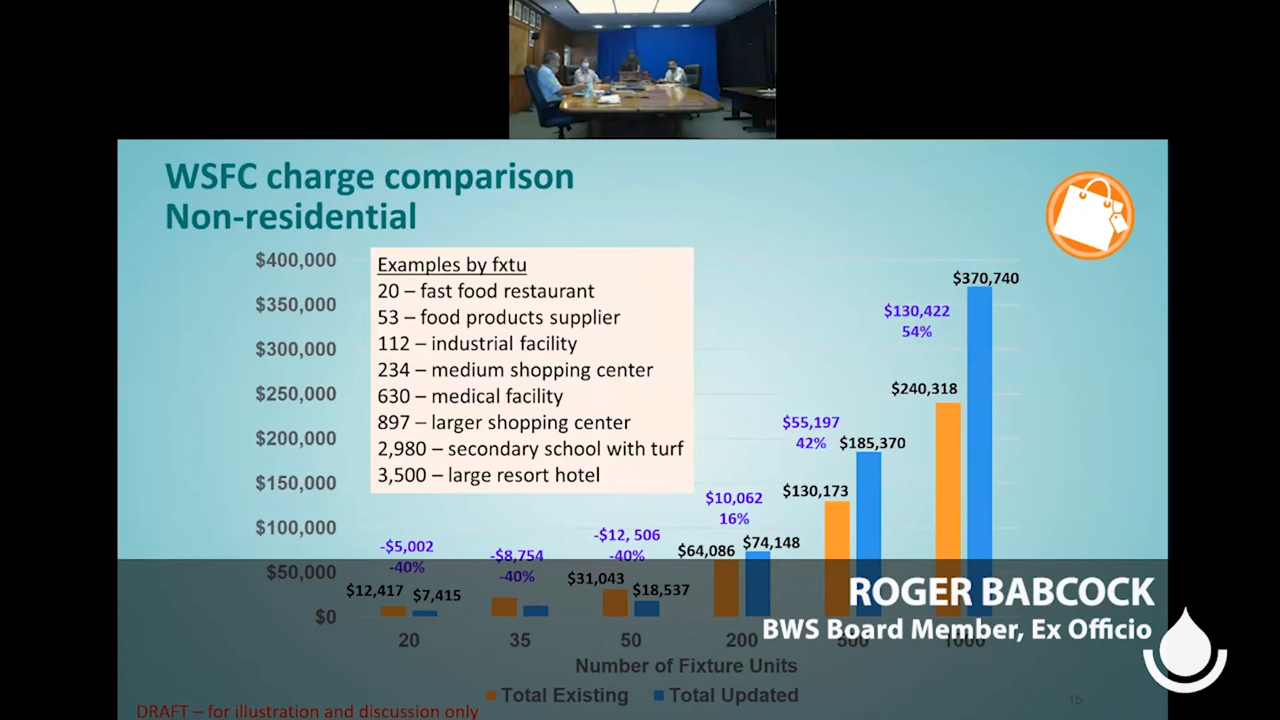 WSFC charge comparison
Non-residential
$400,000
$350,000
$300,000
$250,000
$200,000
$150,000
$100,000
$50,000
$0
Examples by fxtu
20 – fast food restaurant
53 – food products supplier
112 – industrial facility
234 – medium shopping center
630 – medical facility
897 – larger shopping center
2,980 – secondary school with turf
3,500 – large resort hotel
-$5,002
-40%
$12,417 $7,415
-$8,754
-40%
-$12, 506
-40%
$31,043 $18,537
$10,062
16%
$64,086 $74,148
$55,197
42%
$130,173 $185,370
$130,422
54%
$240,318 $370,740
20 35 50 200 500 1000
Number of Fixture Units
Total Existing Total Updated
ROGER BABCOCK
BWS Board Member, Ex Officio
DRAFT – for illustration and discussion only
15